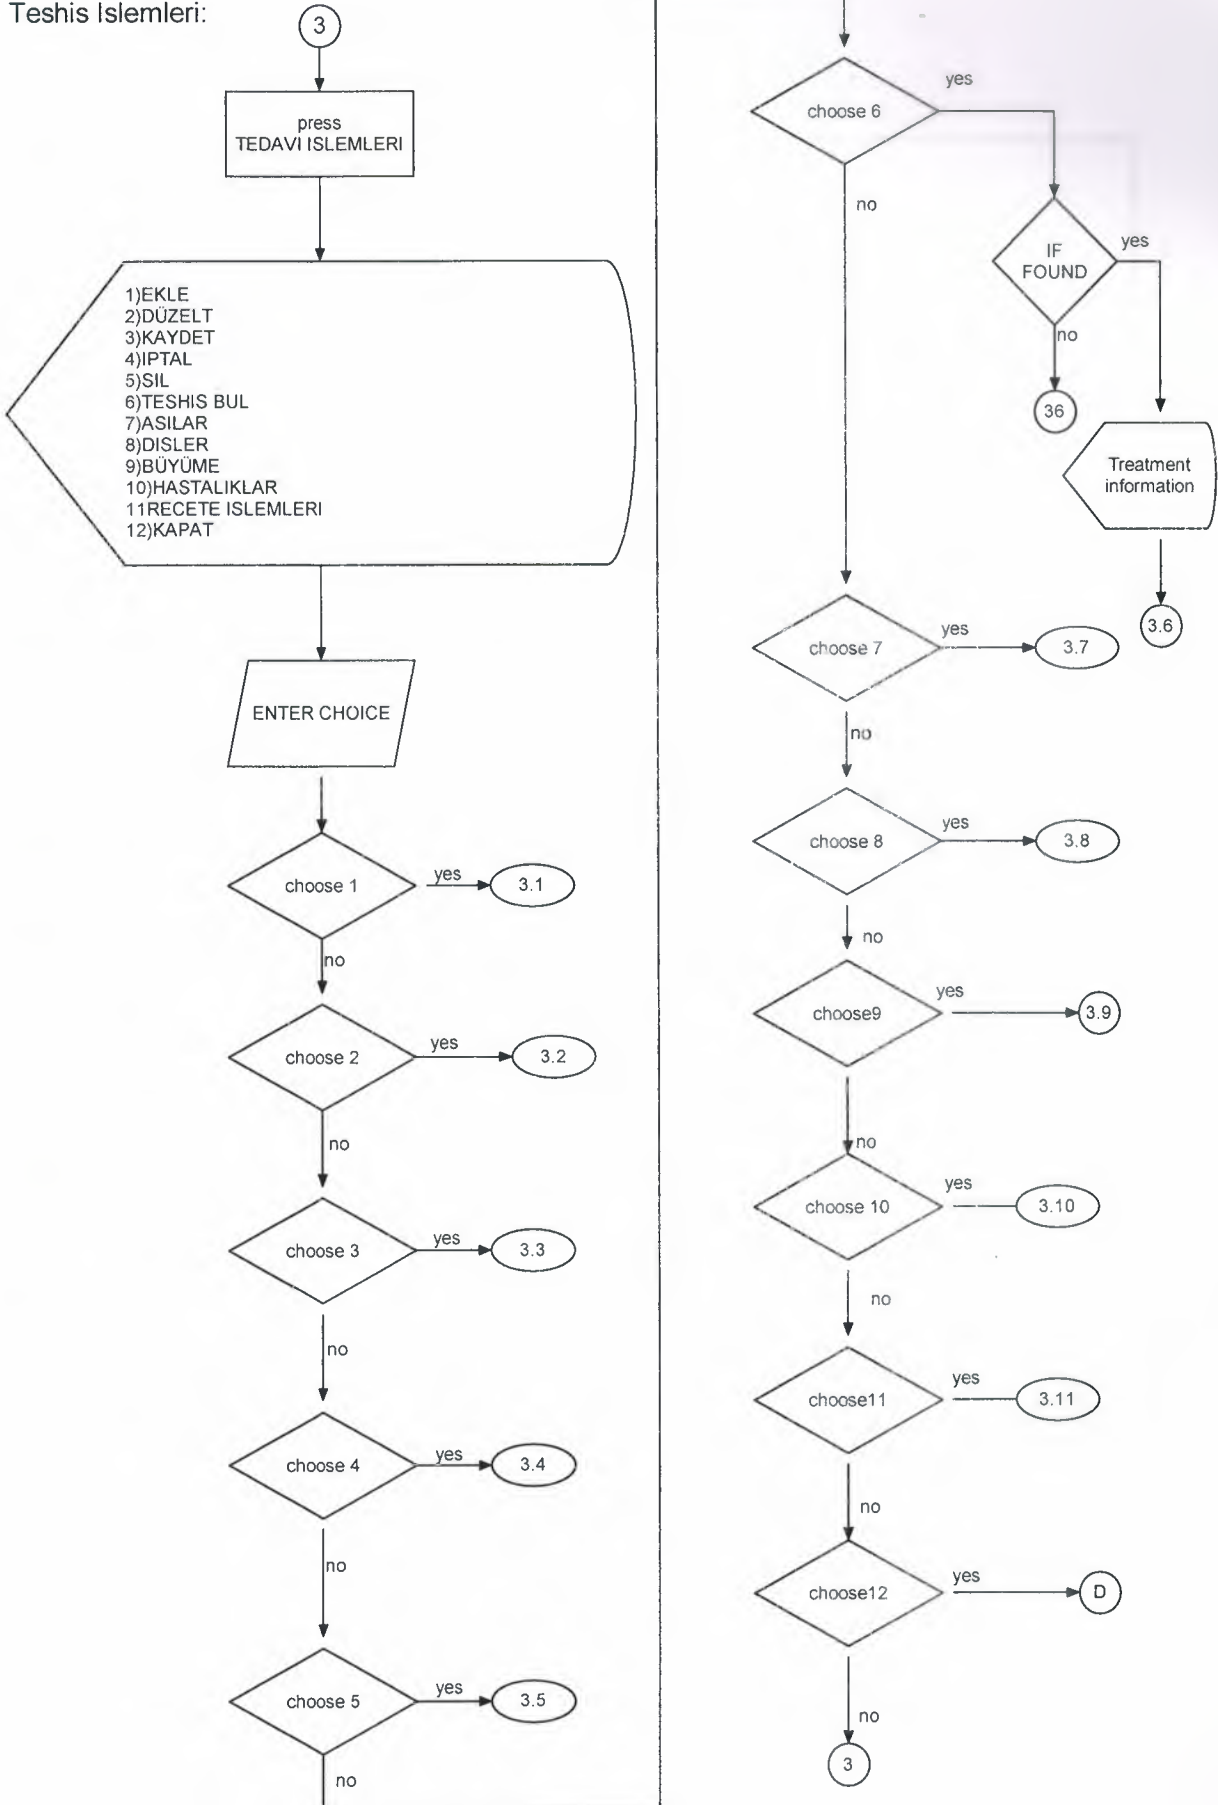 Teshis Islemleri:
3
press
TEDAVI ISLEMLERI
1)EKLE
2)DÜZELT
3)KAYDET
4)IPTAL
5)SIL
6)TESHIS BUL
7)ASILAR
8)DISLER
9)BÜYÜME
10)HASTALIKLAR
11RECETE ISLEMLERI
12)KAPAT
ENTER CHOICE
choose 1
yes
3.1
no
choose 2
yes
3.2
no
choose 3
yes
3.3
no
choose 4
yes
3.4
no
choose 5
yes
3.5
no
choose 6
yes
no
IF
FOUND
yes
no
36
Treatment
information
3.6
choose 7
yes
3.7
no
choose 8
yes
3.8
no
choose9
yes
3.9
no
choose 10
yes
3.10
no
choose11
yes
3.11
no
choose12
yes
D
no
3